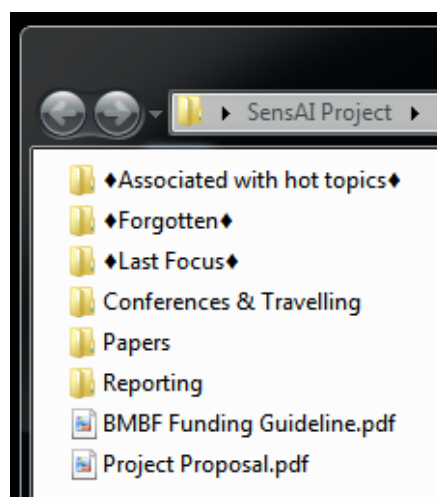 SensAI Project
♦Associated with hot topics♦
♦Forgotten♦
♦Last Focus♦
Conferences & Travelling
Papers
Reporting
BMBF Funding Guideline.pdf
Project Proposal.pdf